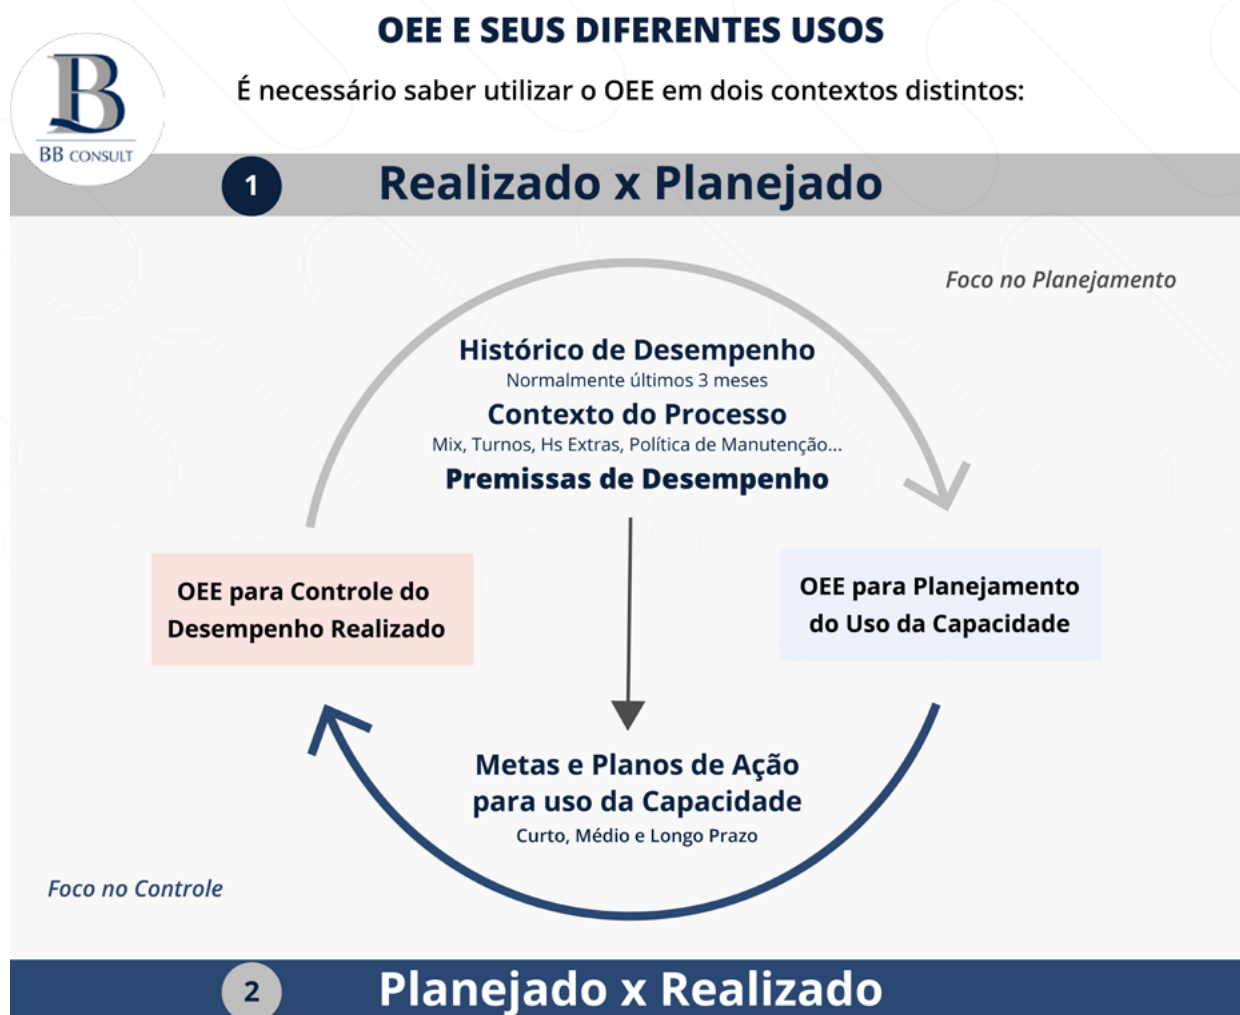 OEE E SEUS DIFERENTES USOS
É necessário saber utilizar o OEE em dois contextos distintos:
B
BB CONSULT
1
Realizado x Planejado
Foco no Planejamento
Histórico de Desempenho
Normalmente últimos 3 meses
Contexto do Processo
Mix, Turnos, Hs Extras, Política de Manutenção...
Premissas de Desempenho
OEE para Controle do
Desempenho Realizado
OEE para Planejamento
do Uso da Capacidade
Metas e Planos de Ação
para uso da Capacidade
Curto, Médio e Longo Prazo
Foco no Controle
2
Planejado x Realizado